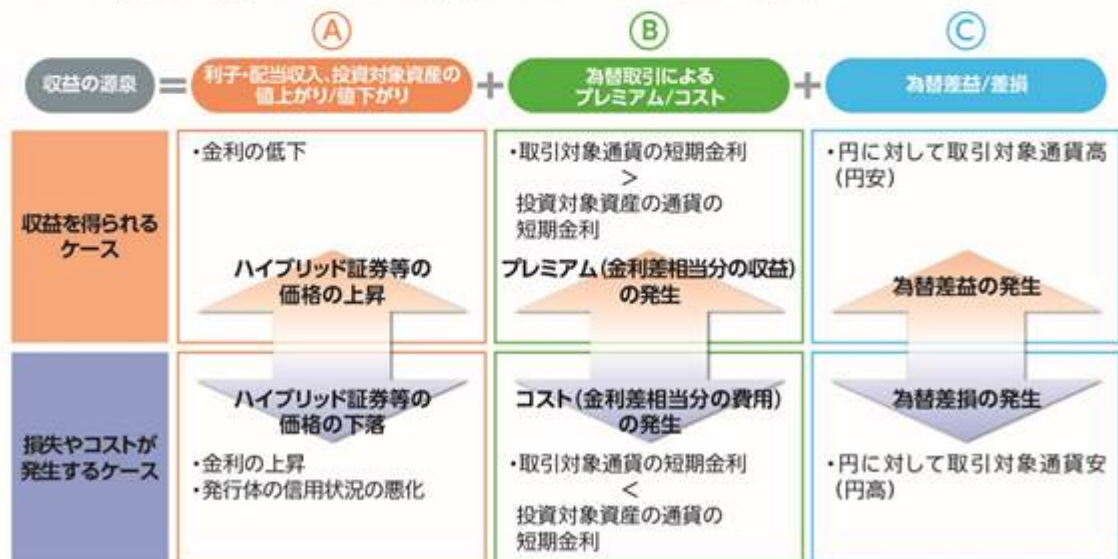 Ⓐ
Ⓑ
Ⓒ
収益の源泉
=
利子・配当収入、投資対象資産の
値上がり/値下がり
+
為替取引による
プレミアム/コスト
+
為替差益/差損
収益を得られる
ケース
・金利の低下
ハイブリッド証券等の
価格の上昇
・取引対象通貨の短期金利
>
投資対象資産の通貨の
短期金利
プレミアム(金利差相当分の収益)
の発生
・円に対して取引対象通貨高
(円安)
為替差益の発生
損失やコストが
発生するケース
ハイブリッド証券等の
価格の下落
・金利の上昇
・発行体の信用状況の悪化
コスト(金利差相当分の費用)
の発生
・取引対象通貨の短期金利
<
投資対象資産の通貨の
短期金利
為替差損の発生
・円に対して取引対象通貨安
(円高)